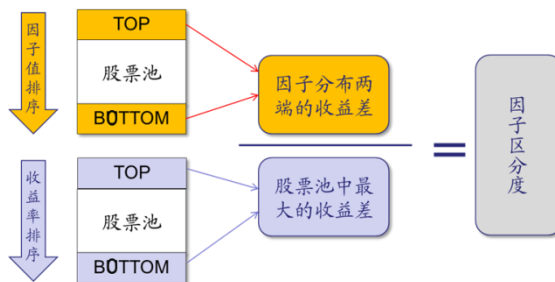 因子值排序
TOP
股票池
BOTTOM
因子分布两
端的收益差
收益率排序
TOP
股票池
BOTTOM
股票池中最
大的收益差
=
因子区分度